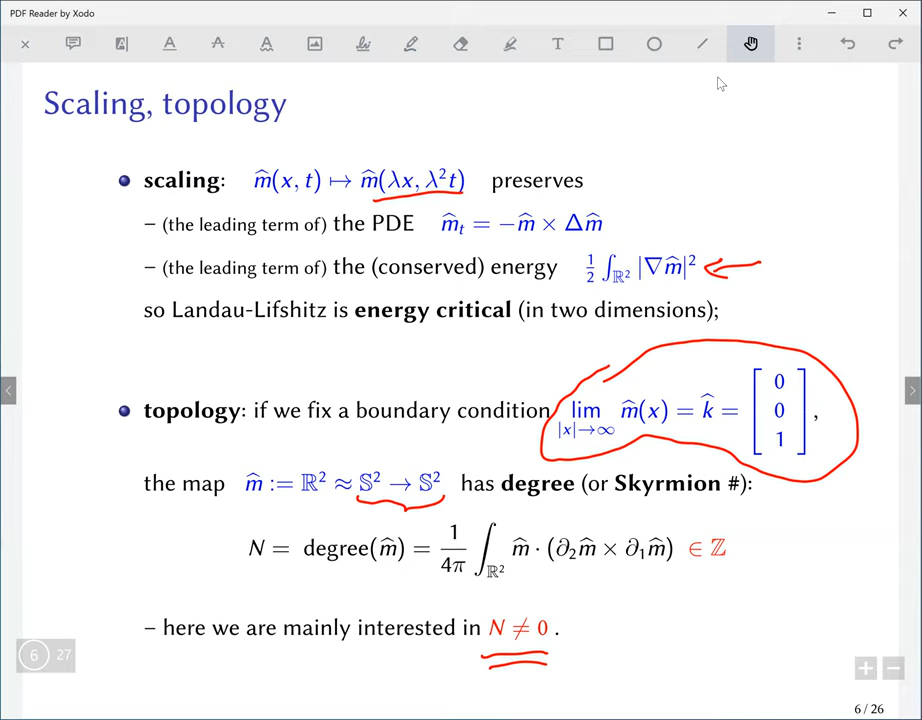 PDF Reader by Xodo
Scaling, topology
scaling: m̂(x, t) ↦ m̂(λx, λ²t) preserves
– (the leading term of) the PDE m̂ₜ = −m̂ × Δm̂
– (the leading term of) the (conserved) energy ½ ∫_ℝ² |∇m̂|²
so Landau-Lifshitz is energy critical (in two dimensions);
topology: if we fix a boundary condition lim_{|x|→∞} m̂(x) = k̂ = [0 0 1],
the map m̂ := ℝ² ≈ 𝕊² → 𝕊² has degree (or Skyrmion #):
N = degree(m̂) = 1/4π ∫_ℝ² m̂ · (∂₂m̂ × ∂₁m̂) ∈ ℤ
– here we are mainly interested in N ≠ 0 .
6 27
6 / 26